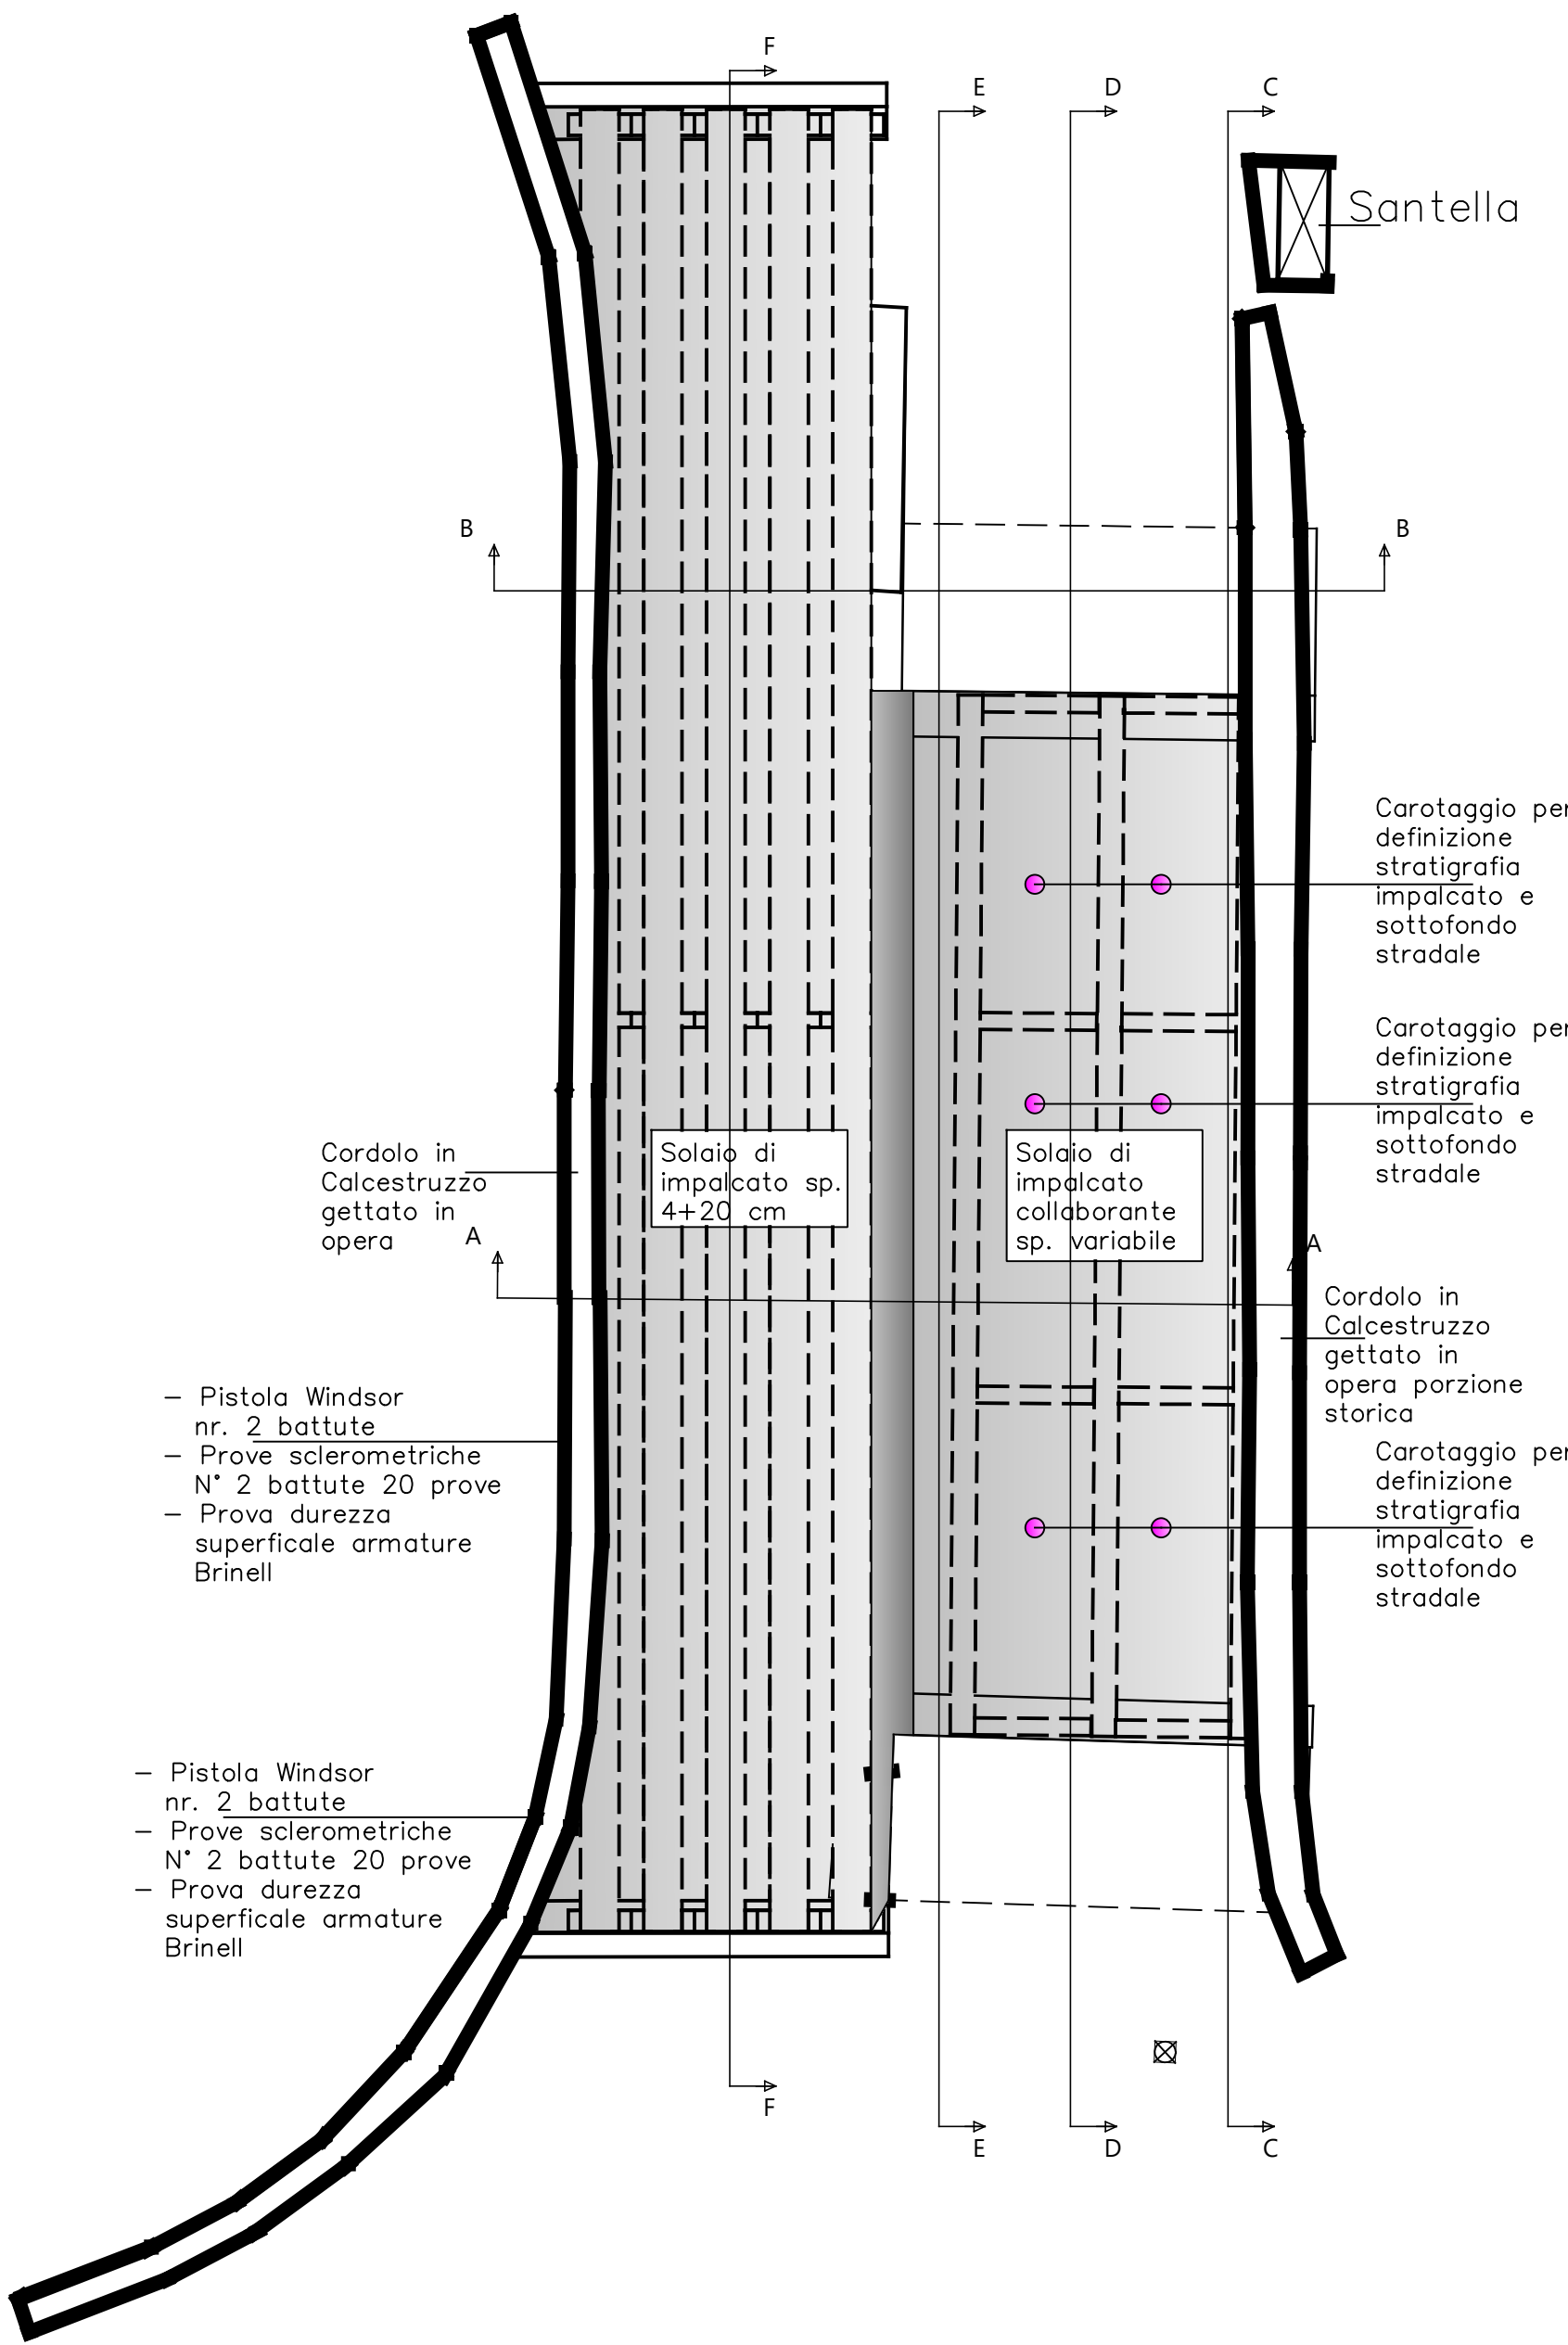 F
E
D
C
Santella
B
B
Carotaggio per
definizione
stratigrafia
impalcato e
sottofondo
stradale
Carotaggio per
definizione
stratigrafia
impalcato e
sottofondo
stradale
Cordolo in
Calcestruzzo
gettato in
opera
Solaio di
impalcato sp.
4+20 cm
Solaio di
impalcato
collaborante
sp. variabile
A
A
Cordolo in
Calcestruzzo
gettato in
opera porzione
storica
– Pistola Windsor
nr. 2 battute
– Prove sclerometriche
N° 2 battute 20 prove
– Prova durezza
superficale armature
Brinell
Carotaggio per
definizione
stratigrafia
impalcato e
sottofondo
stradale
– Pistola Windsor
nr. 2 battute
– Prove sclerometriche
N° 2 battute 20 prove
– Prova durezza
superficale armature
Brinell
F
E
D
C